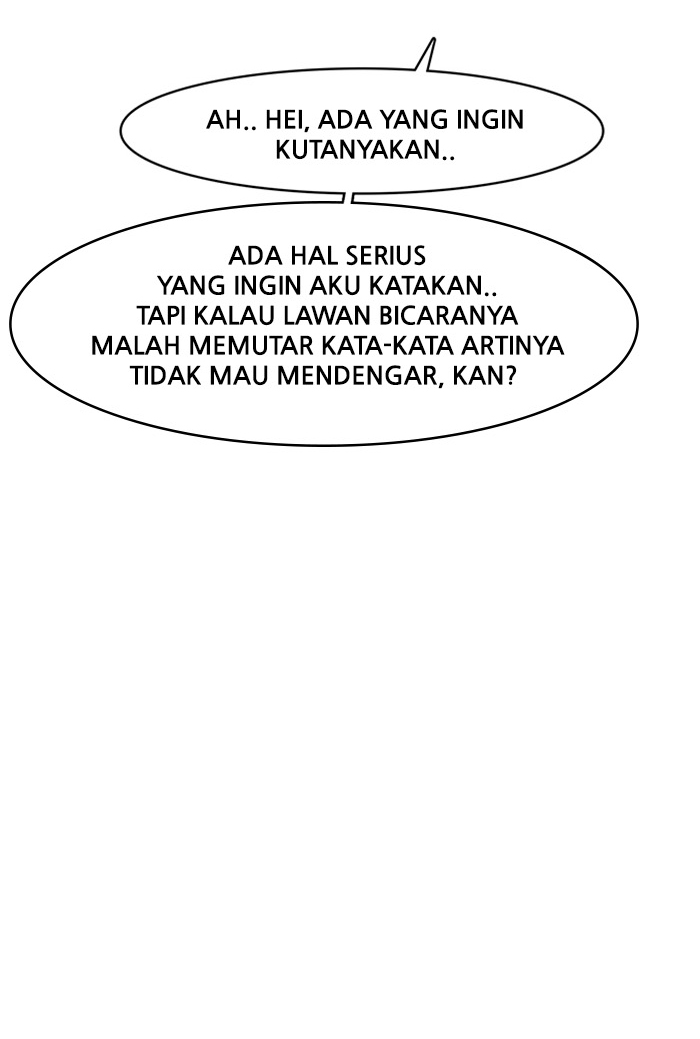 AH.. HEI, ADA YANG INGIN
KUTANYAKAN..
ADA HAL SERIUS
YANG INGIN AKU KATAKAN..
TAPI KALAU LAWAN BICARANYA
MALAH MEMUTAR KATA-KATA ARTINYA
TIDAK MAU MENDENGAR, KAN?